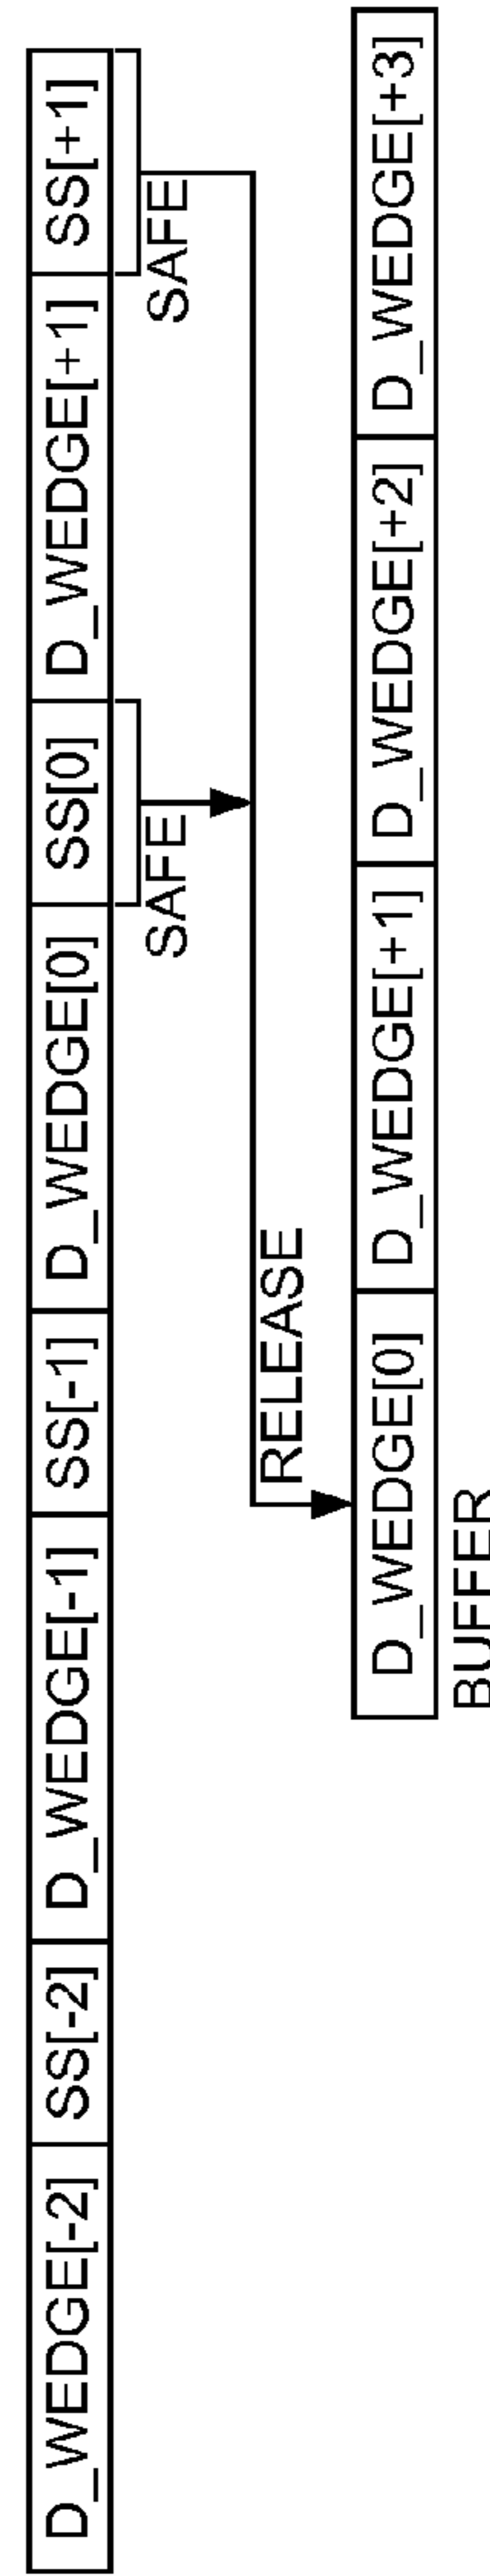 D_WEDGE[-2] SS[-2] D_WEDGE[-1] SS[-1] D_WEDGE[0] SS[0] D_WEDGE[+1] SS[+1]
SAFE SAFE
RELEASE
D_WEDGE[0] D_WEDGE[+1] D_WEDGE[+2] D_WEDGE[+3]
BUFFER